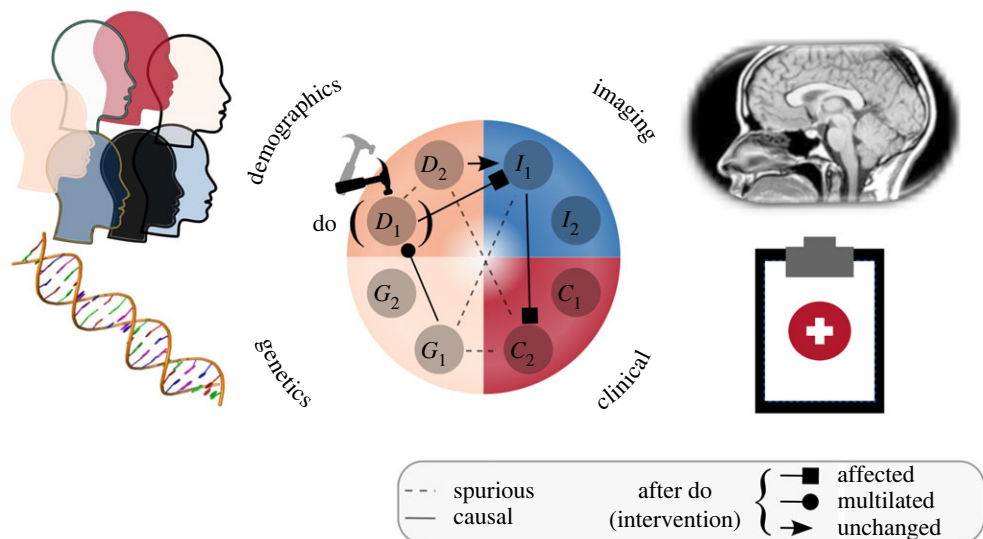 demographics
imaging
D2
I1
do ( D1 )
I2
G2
C1
G1
C2
genetics
clinical
spurious
causal
after do
(intervention)
{
affected
multilated
unchanged